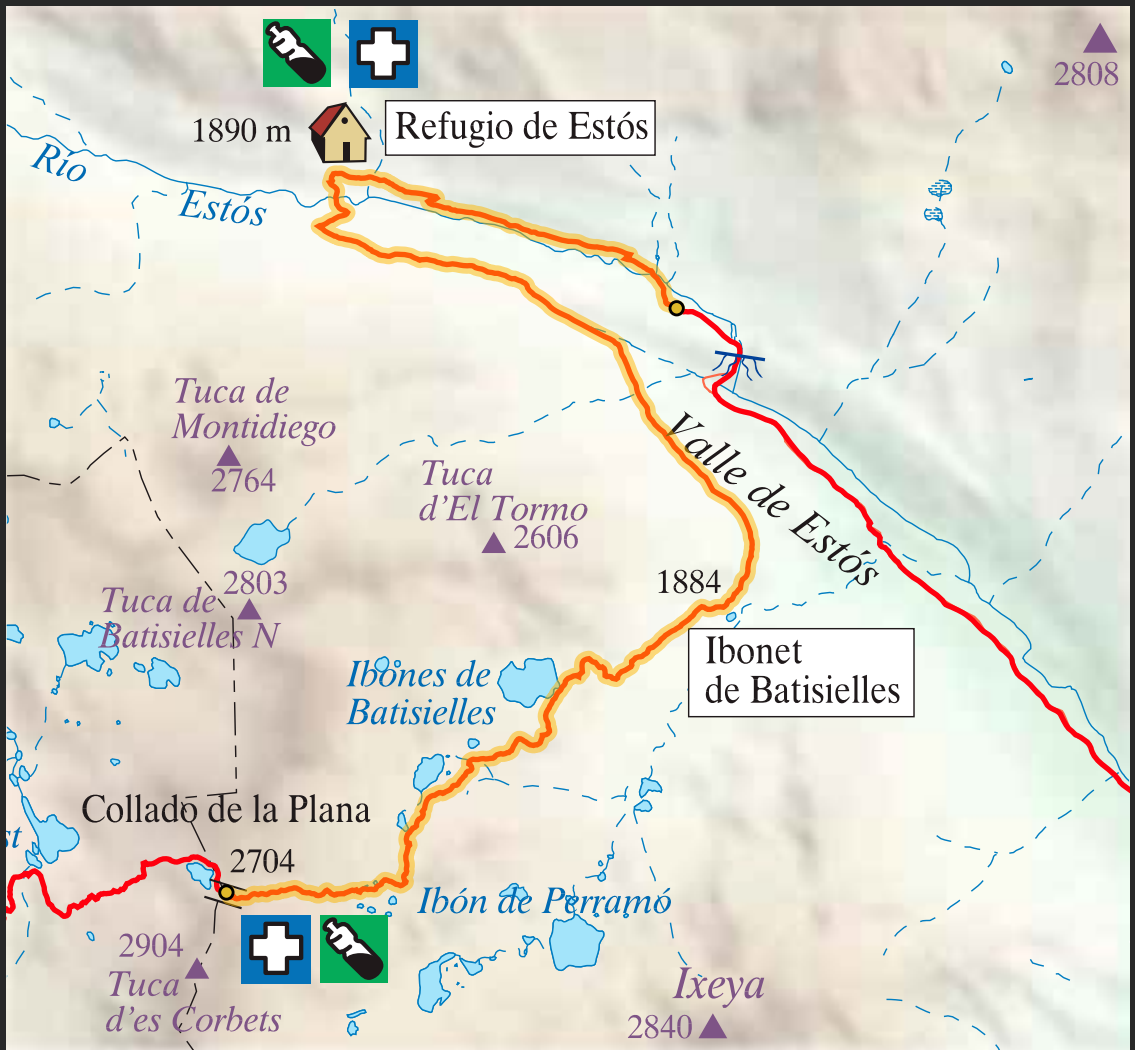 2808
1890 m
Refugio de Estós
Río
Estós
Tuca de
Montidiego
2764
Tuca
d'El Tormo
2606
Valle de Estós
2803
Tuca de
Batisielles N
1884
Ibonet
de Batisielles
Ibones de
Batisielles
Collado de la Plana
st
2704
Ibón de Perramó
2904
Tuca
d'es Corbets
Ixeya
2840